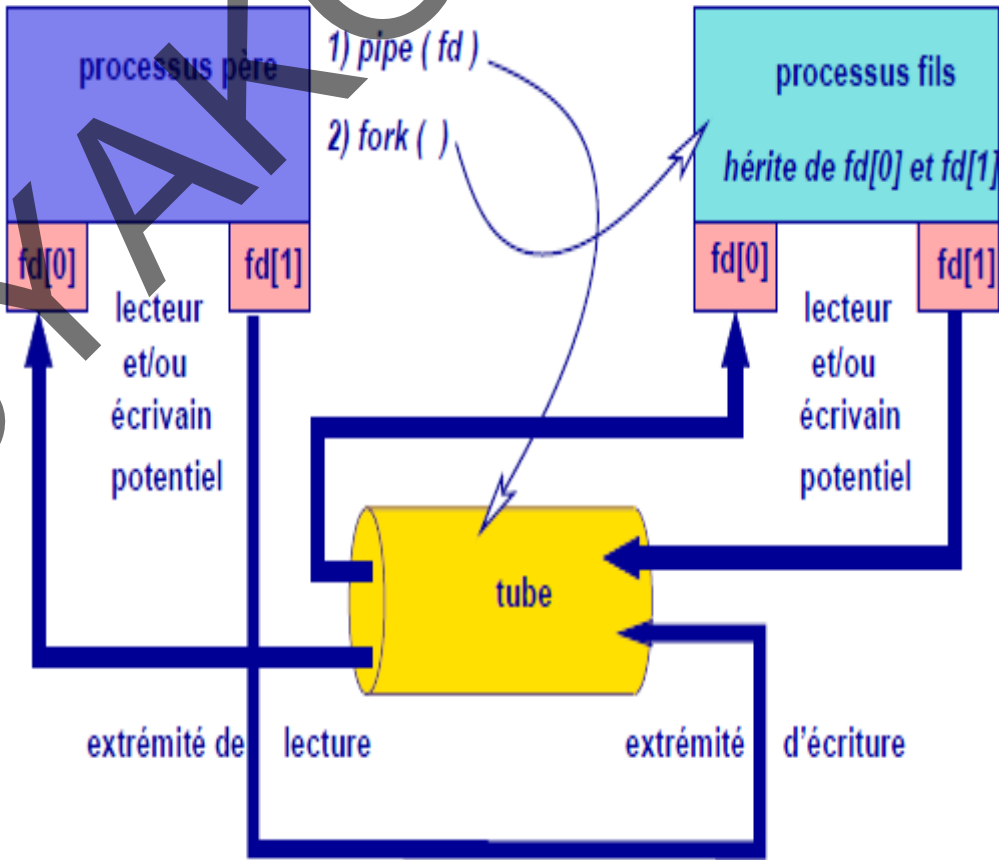 1) pipe ( fd )
2) fork ( )
processus père
fd[0]
fd[1]
lecteur
et/ou
écrivain
potentiel
processus fils
hérite de fd[0] et fd[1]
fd[0]
fd[1]
lecteur
et/ou
écrivain
potentiel
tube
extrémité de lecture
extrémité d'écriture